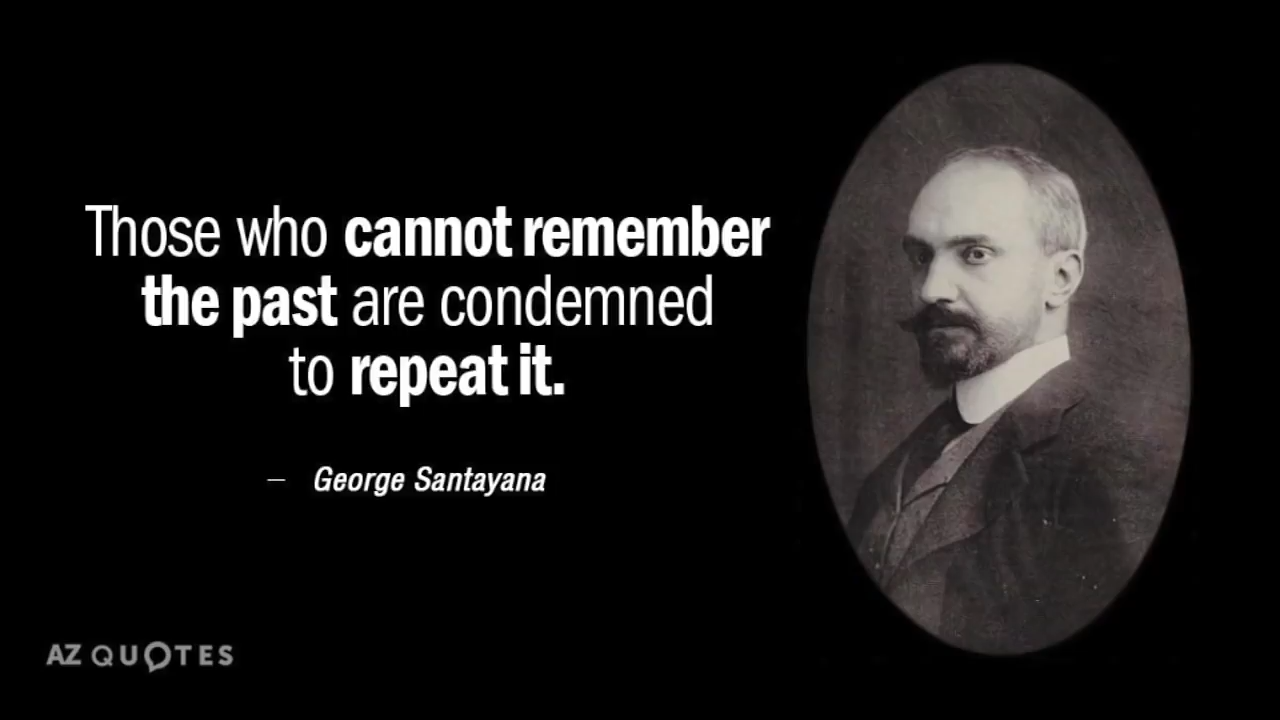 Those who cannot remember
the past are condemned
to repeat it.
– George Santayana
AZ QUOTES